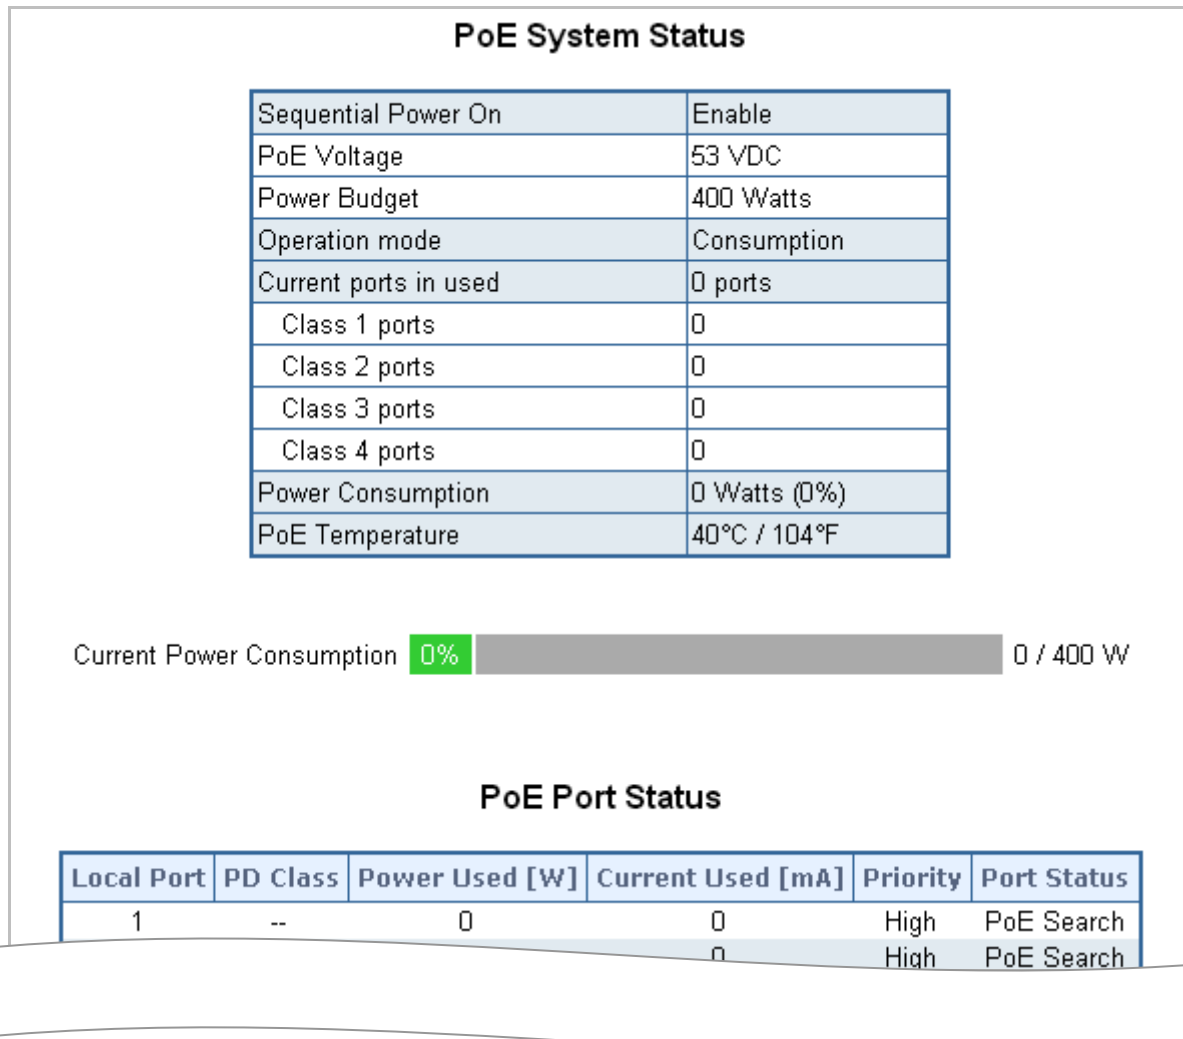 PoE System Status
Sequential Power On Enable
PoE Voltage 53 VDC
Power Budget 400 Watts
Operation mode Consumption
Current ports in used 0 ports
Class 1 ports 0
Class 2 ports 0
Class 3 ports 0
Class 4 ports 0
Power Consumption 0 Watts (0%)
PoE Temperature 40°C / 104°F
Current Power Consumption 0% 0 / 400 W
PoE Port Status
Local Port PD Class Power Used [W] Current Used [mA] Priority Port Status
1 -- 0 0 High PoE Search
0 High PoE Search